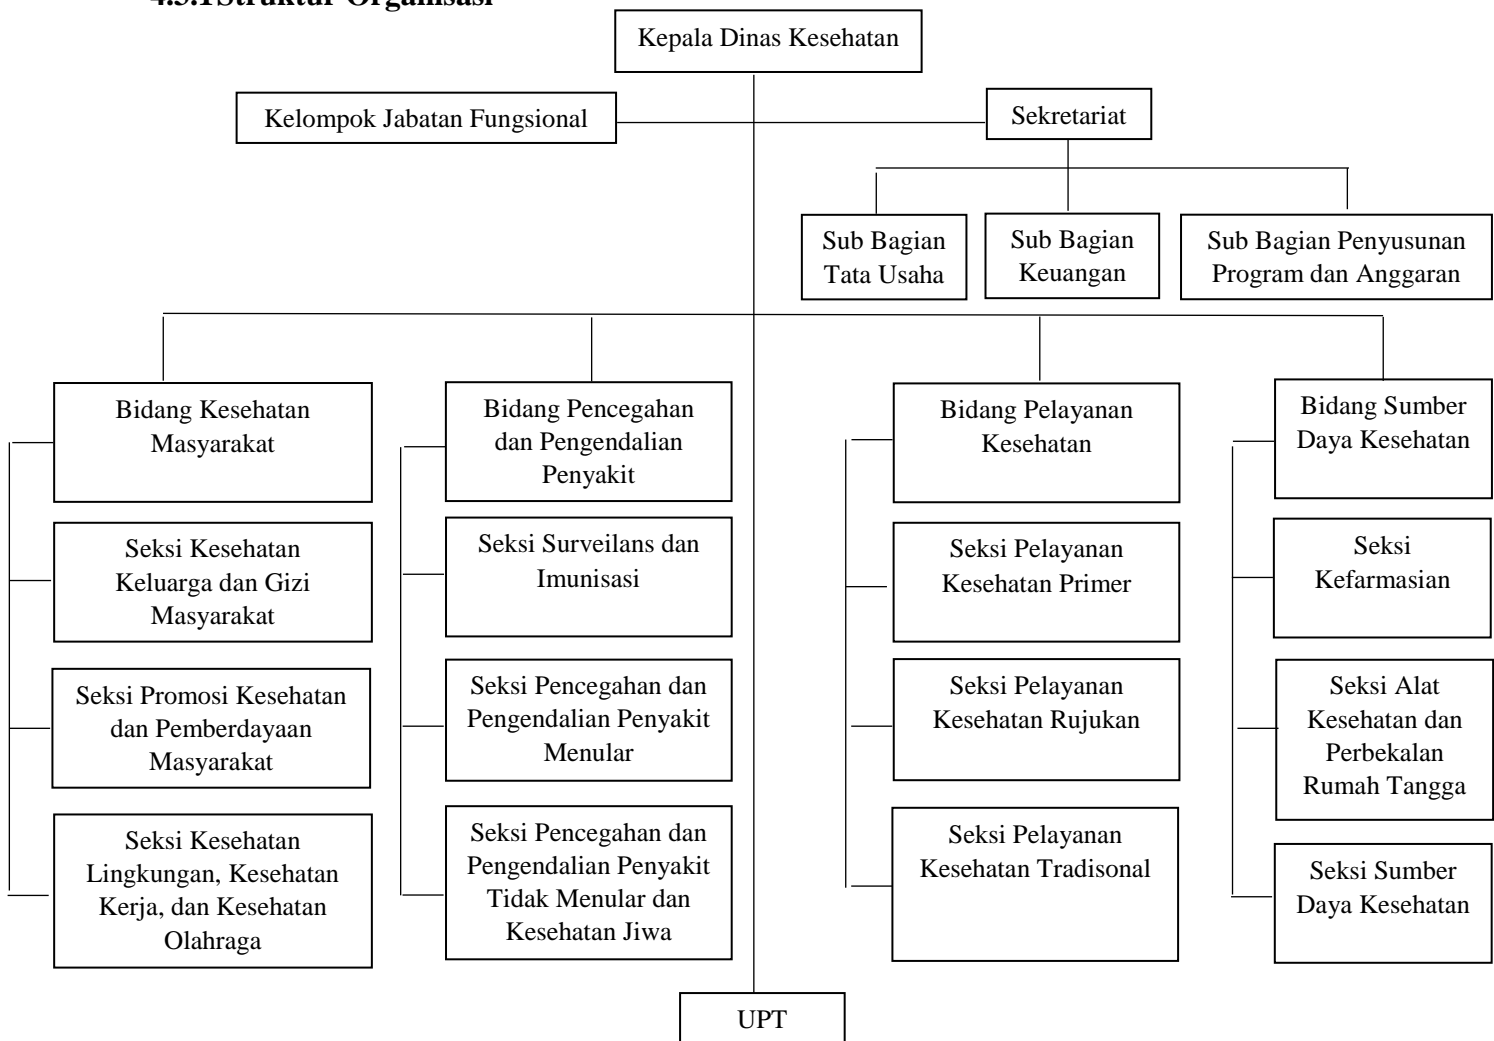 4.3.1Struktur Organisasi
Kepala Dinas Kesehatan
Kelompok Jabatan Fungsional
Sekretariat
Sub Bagian
Tata Usaha
Sub Bagian
Keuangan
Sub Bagian Penyusunan
Program dan Anggaran
Bidang Kesehatan
Masyarakat
Bidang Pencegahan
dan Pengendalian
Penyakit
Bidang Pelayanan
Kesehatan
Bidang Sumber
Daya Kesehatan
Seksi Kesehatan
Keluarga dan Gizi
Masyarakat
Seksi Surveilans dan
Imunisasi
Seksi Pelayanan
Kesehatan Primer
Seksi
Kefarmasian
Seksi Promosi Kesehatan
dan Pemberdayaan
Masyarakat
Seksi Pencegahan dan
Pengendalian Penyakit
Menular
Seksi Pelayanan
Kesehatan Rujukan
Seksi Alat
Kesehatan dan
Perbekalan
Rumah Tangga
Seksi Kesehatan
Lingkungan, Kesehatan
Kerja, dan Kesehatan
Olahraga
Seksi Pencegahan dan
Pengendalian Penyakit
Tidak Menular dan
Kesehatan Jiwa
Seksi Pelayanan
Kesehatan Tradisonal
Seksi Sumber
Daya Kesehatan
UPT